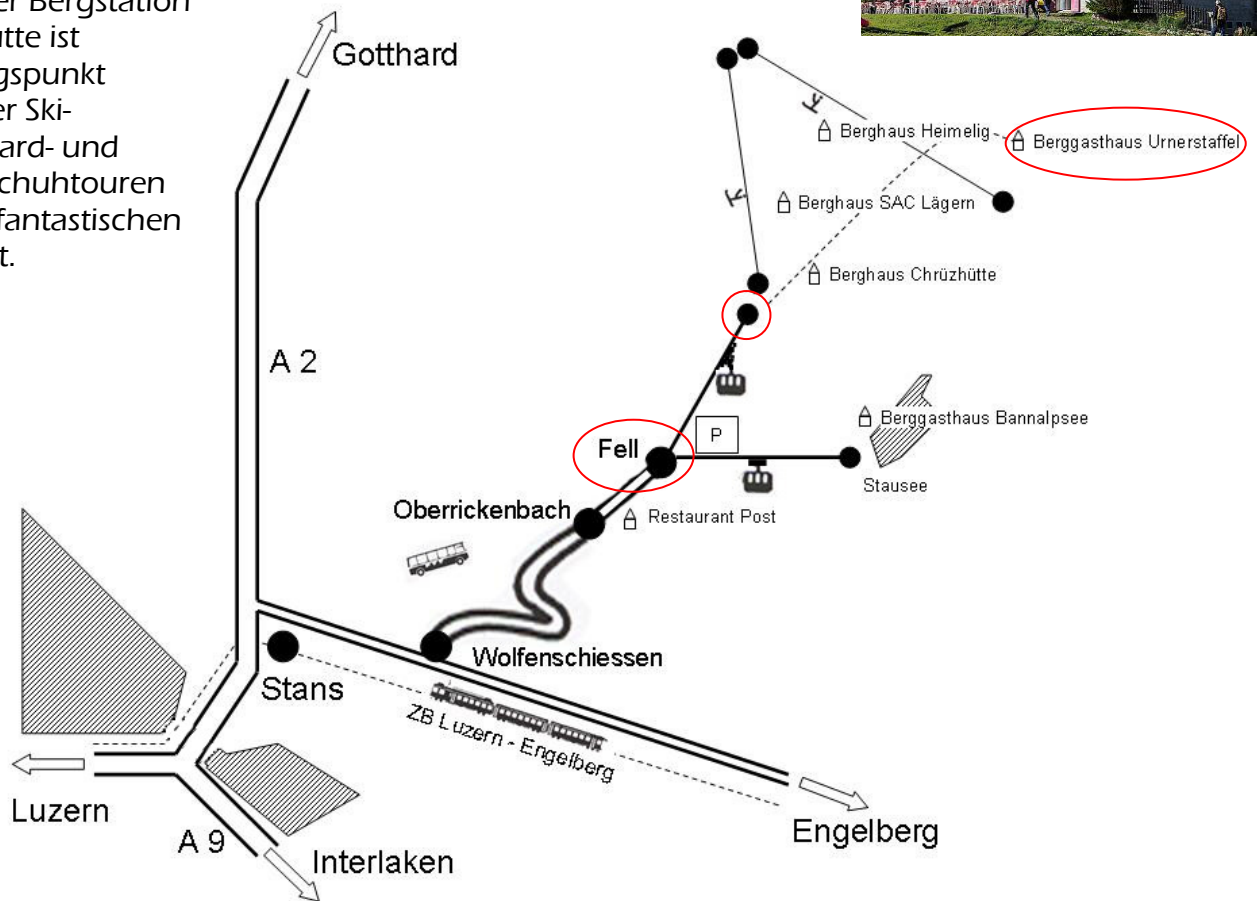 er Bergstation
ütte ist
gspunkt
er Ski-
ard- und
chuhtouren
fantastischen
t.
Gotthard
Berghaus Heimelig
Berggasthaus Urnerstaffel
Berghaus SAC Lägern
Berghaus Chrüzhütte
A 2
Berggasthaus Bannalpsee
P
Fell
Stausee
Oberrickenbach
Restaurant Post
Wolfenschiessen
Stans
ZB Luzern - Engelberg
Luzern
Engelberg
A 9
Interlaken